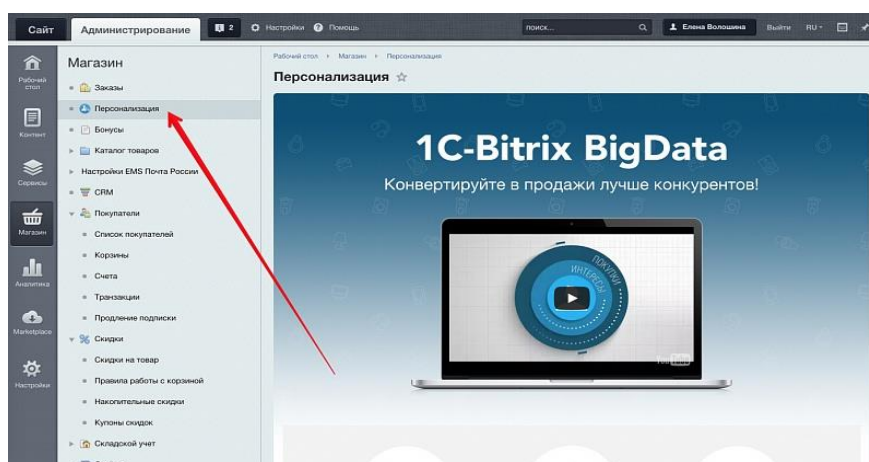 Сайт
Администрирование
2
Настройки
Помощь
поиск...
Елена Волошина
Выйти
RU
Рабочий стол
Контент
Сервисы
Магазин
Аналитика
Marketplace
Настройки
Магазин
Заказы
Персонализация
Бонусы
Каталог товаров
Настройки EMS Почта России
CRM
Покупатели
Список покупателей
Корзины
Счета
Транзакции
Продление подписки
Скидки
Скидки на товар
Правила работы с корзиной
Накопительные скидки
Купоны скидок
Складской учет
Рабочий стол
Магазин
Персонализация
Персонализация
1C-Bitrix BigData
Конвертируйте в продажи лучше конкурентов!
ПОКУПКИ
ИНТЕРЕСЫ
You